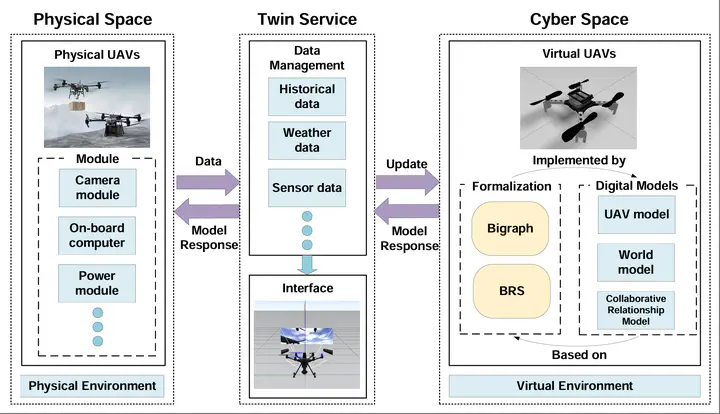 Physical Space
Physical UAVs
Module
Camera
module
On-board
computer
Power
module
Physical Environment
Data
Model
Response
Twin Service
Data
Management
Historical
data
Weather
data
Sensor data
Interface
Update
Model
Response
Cyber Space
Virtual UAVs
Implemented by
Formalization
Bigraph
BRS
Digital Models
UAV model
World
model
Collaborative
Relationship
Model
Based on
Virtual Environment